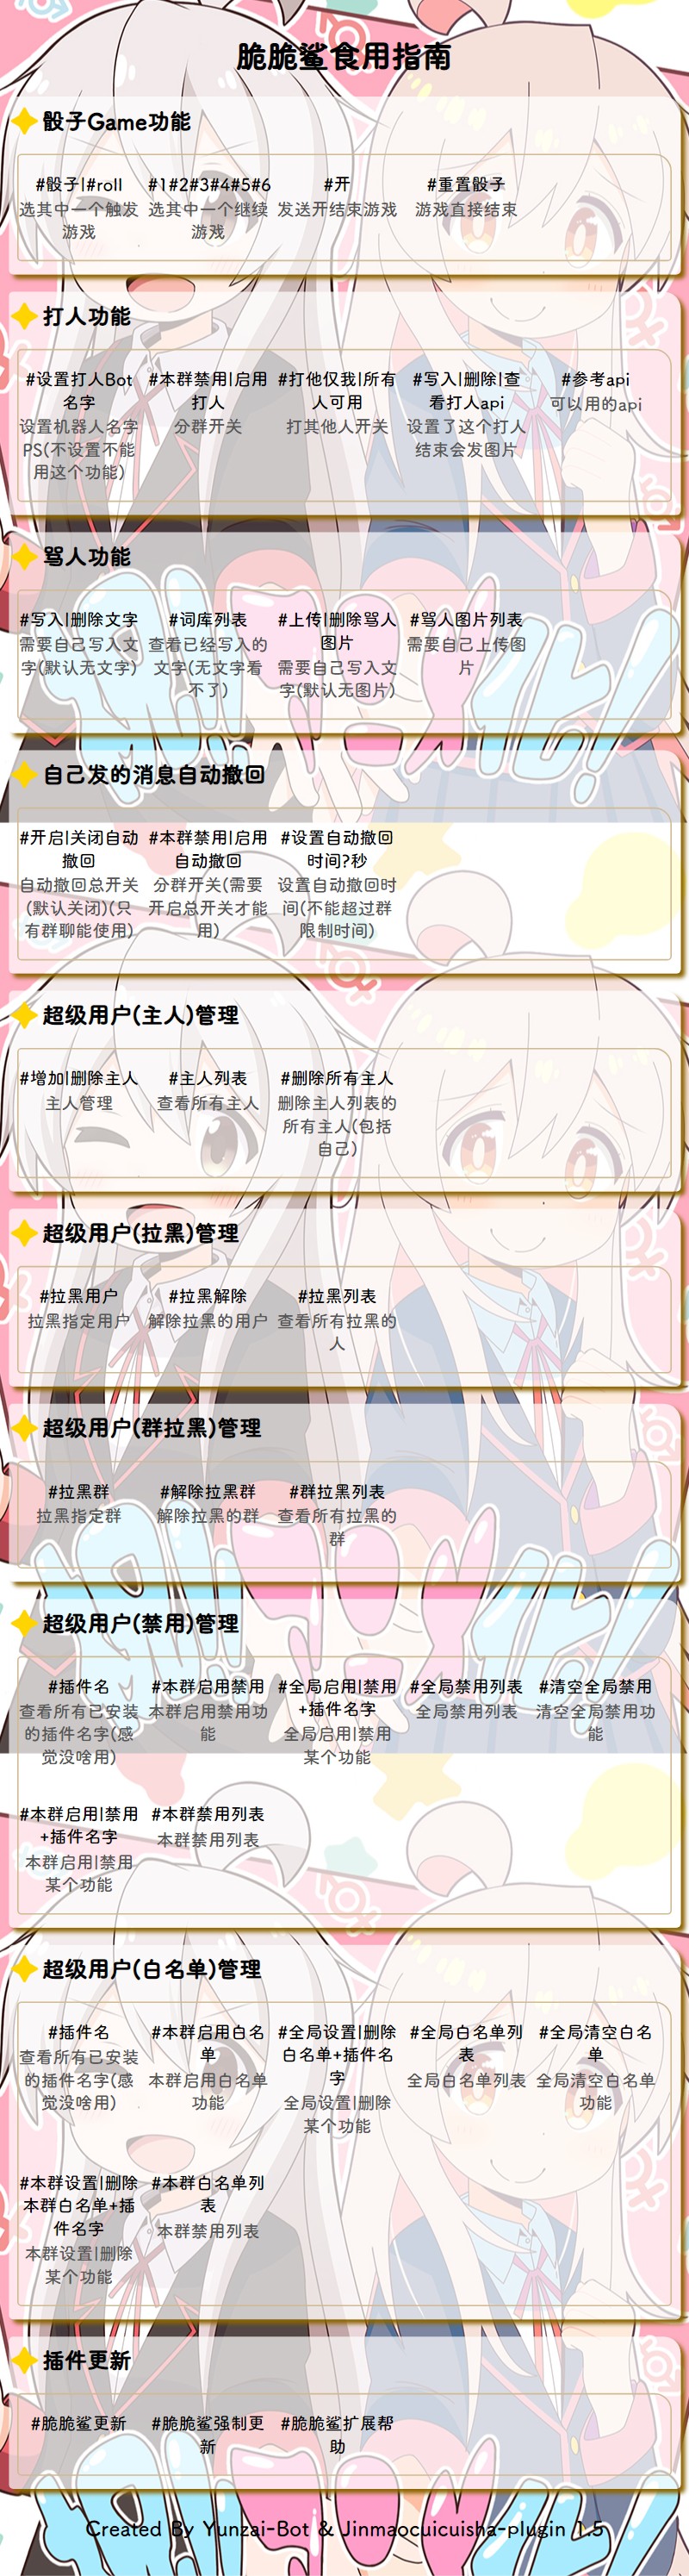 脆脆鲨食用指南
骰子Game功能
#骰子|#roll
选其中一个触发
游戏
#1#2#3#4#5#6
选其中一个继续
游戏
#开
发送开结束游戏
#重置骰子
游戏直接结束
打人功能
#设置打人Bot
名字
设置机器人名字
PS(不设置不能
用这个功能)
#本群禁用|启用
打人
分群开关
#打他仅我|所有
人可用
打其他人开关
#写入|删除|查
看打人api
设置了这个打人
结束会发图片
#参考api
可以用的api
骂人功能
#写入|删除文字
需要自己写入文
字(默认无文字)
#词库列表
查看已经写入的
文字(无文字看
不了)
#上传|删除骂人
图片
需要自己写入文
字(默认无图片)
#骂人图片列表
需要自己上传图
片
自己发的消息自动撤回
#开启|关闭自动
撤回
自动撤回总开关
(默认关闭)(只
有群聊能使用)
#本群禁用|启用
自动撤回
分群开关(需要
开启总开关才能
用)
#设置自动撤回
时间?秒
设置自动撤回时
间(不能超过群
限制时间)
超级用户(主人)管理
#增加|删除主人
主人管理
#主人列表
查看所有主人
#删除所有主人
删除主人列表的
所有主人(包括
自己)
超级用户(拉黑)管理
#拉黑用户
拉黑指定用户
#拉黑解除
解除拉黑的用户
#拉黑列表
查看所有拉黑的
人
超级用户(群拉黑)管理
#拉黑群
拉黑指定群
#解除拉黑群
解除拉黑的群
#群拉黑列表
查看所有拉黑的
群
超级用户(禁用)管理
#插件名
查看所有已安装
的插件名字(感
觉没啥用)
#本群启用禁用
本群启用禁用功
能
#全局启用|禁用
+插件名字
全局启用|禁用
某个功能
#全局禁用列表
全局禁用列表
#清空全局禁用
清空全局禁用功
能
#本群启用|禁用
+插件名字
本群启用|禁用
某个功能
#本群禁用列表
本群禁用列表
超级用户(白名单)管理
#插件名
查看所有已安装
的插件名字(感
觉没啥用)
#本群启用白名
单
本群启用白名单
功能
#全局设置|删除
白名单+插件名
字
全局设置|删除
某个功能
#全局白名单列
表
全局白名单列表
#全局清空白名
单
全局清空白名单
功能
#本群设置|删除
本群白名单+插
件名字
本群设置|删除
某个功能
#本群白名单列
表
本群禁用列表
插件更新
#脆脆鲨更新
#脆脆鲨强制更
新
#脆脆鲨扩展帮
助
Created By Yunzai-Bot & Jinmaocuicuisha-plugin 1.5